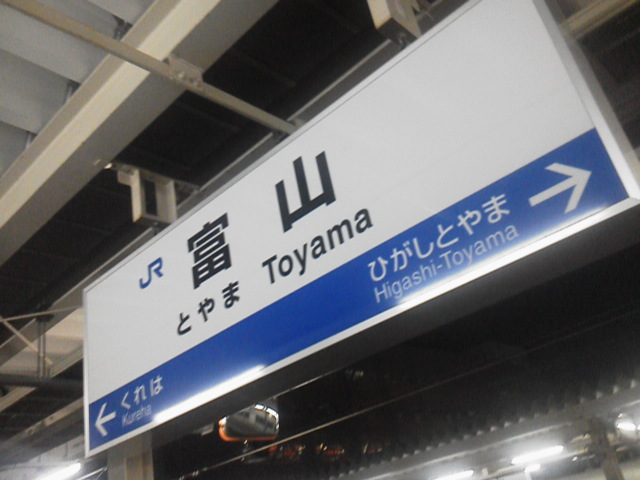 JR 富山
とやま Toyama
ひがしとやま
Higashi-Toyama
くれは
Kureha